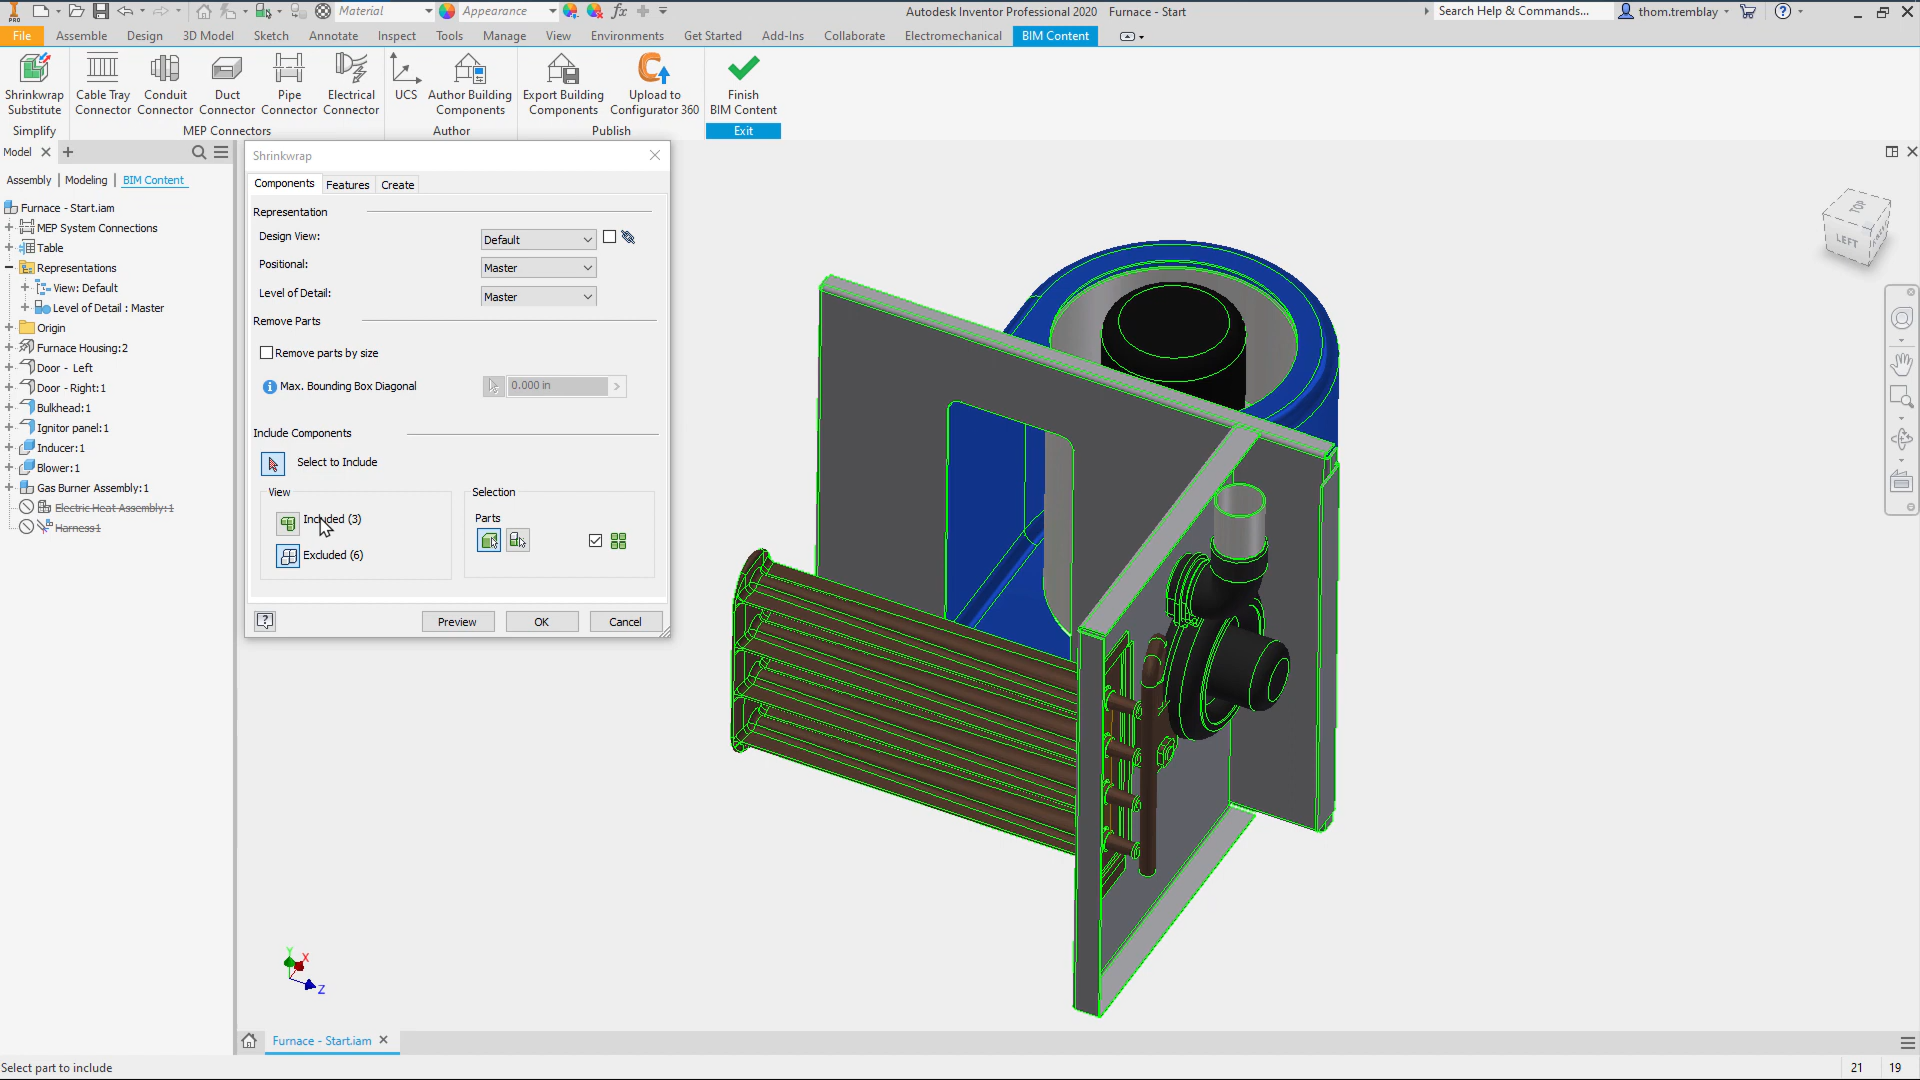 PRO
Material
Appearance
Autodesk Inventor Professional 2020 Furnace - Start
Search Help & Commands...
thom.tremblay
File Assemble Design 3D Model Sketch Annotate Inspect Tools Manage View Environments Get Started Add-Ins Collaborate Electromechanical BIM Content
Shrinkwrap Substitute
Cable Tray Connector
Conduit Connector
Duct Connector
Pipe Connector
Electrical Connector
UCS
Author Building Components
Export Building Components
Upload to Configurator 360
Finish BIM Content
Simplify
MEP Connectors
Author
Publish
Exit
Model
Assembly | Modeling | BIM Content
Furnace - Start.iam
MEP System Connections
Table
Representations
View: Default
Level of Detail : Master
Origin
Furnace Housing:2
Door - Left
Door - Right:1
Bulkhead:1
Ignitor panel:1
Inducer:1
Blower:1
Gas Burner Assembly:1
Electric Heat Assembly:1
Harness1
Shrinkwrap
Components Features Create
Representation
Design View: Default
Positional: Master
Level of Detail: Master
Remove Parts
Remove parts by size
Max. Bounding Box Diagonal 0.000 in
Include Components
Select to Include
View
Included (3)
Excluded (6)
Selection
Parts
Preview OK Cancel
TOP
LEFT
Y
X
Z
Furnace - Start.iam
Select part to include
21 19